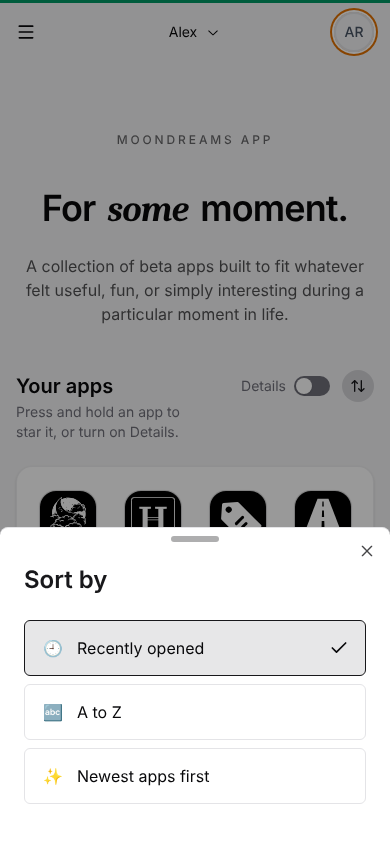 Alex
AR
MOONDREAMS APP
For some moment.
A collection of beta apps built to fit whatever
felt useful, fun, or simply interesting during a
particular moment in life.
Your apps
Details
Press and hold an app to
star it, or turn on Details.
H
Sort by
Recently opened
abc
A to Z
Newest apps first